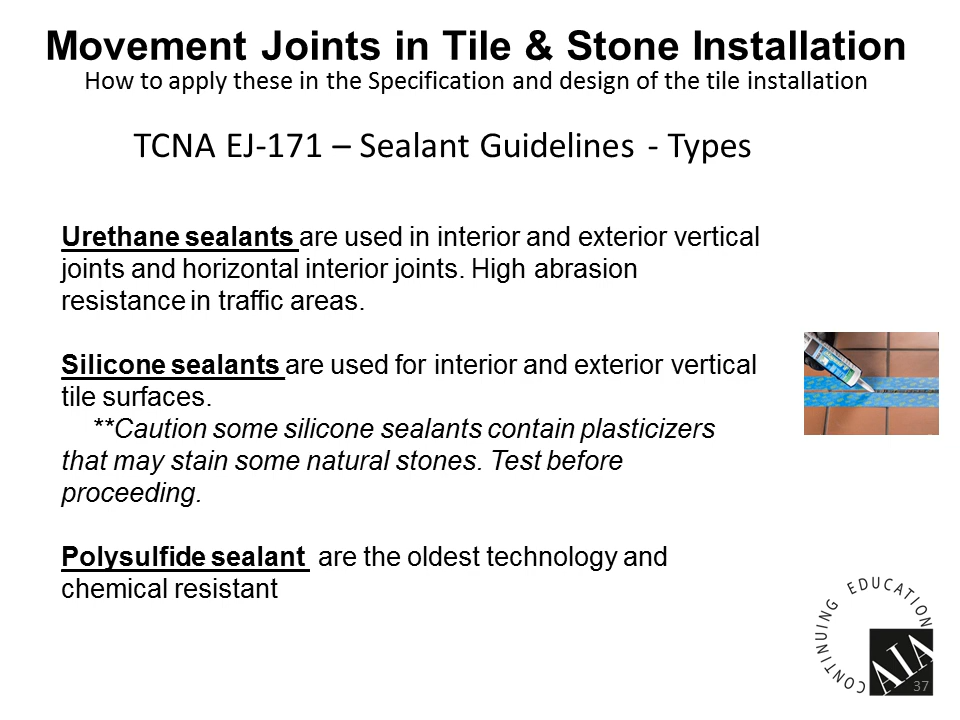 Movement Joints in Tile & Stone Installation
How to apply these in the Specification and design of the tile installation
TCNA EJ-171 – Sealant Guidelines - Types
Urethane sealants are used in interior and exterior vertical
joints and horizontal interior joints. High abrasion
resistance in traffic areas.
Silicone sealants are used for interior and exterior vertical
tile surfaces.
**Caution some silicone sealants contain plasticizers
that may stain some natural stones. Test before
proceeding.
Polysulfide sealant are the oldest technology and
chemical resistant
CONTINUING EDUCATION
AIA
37